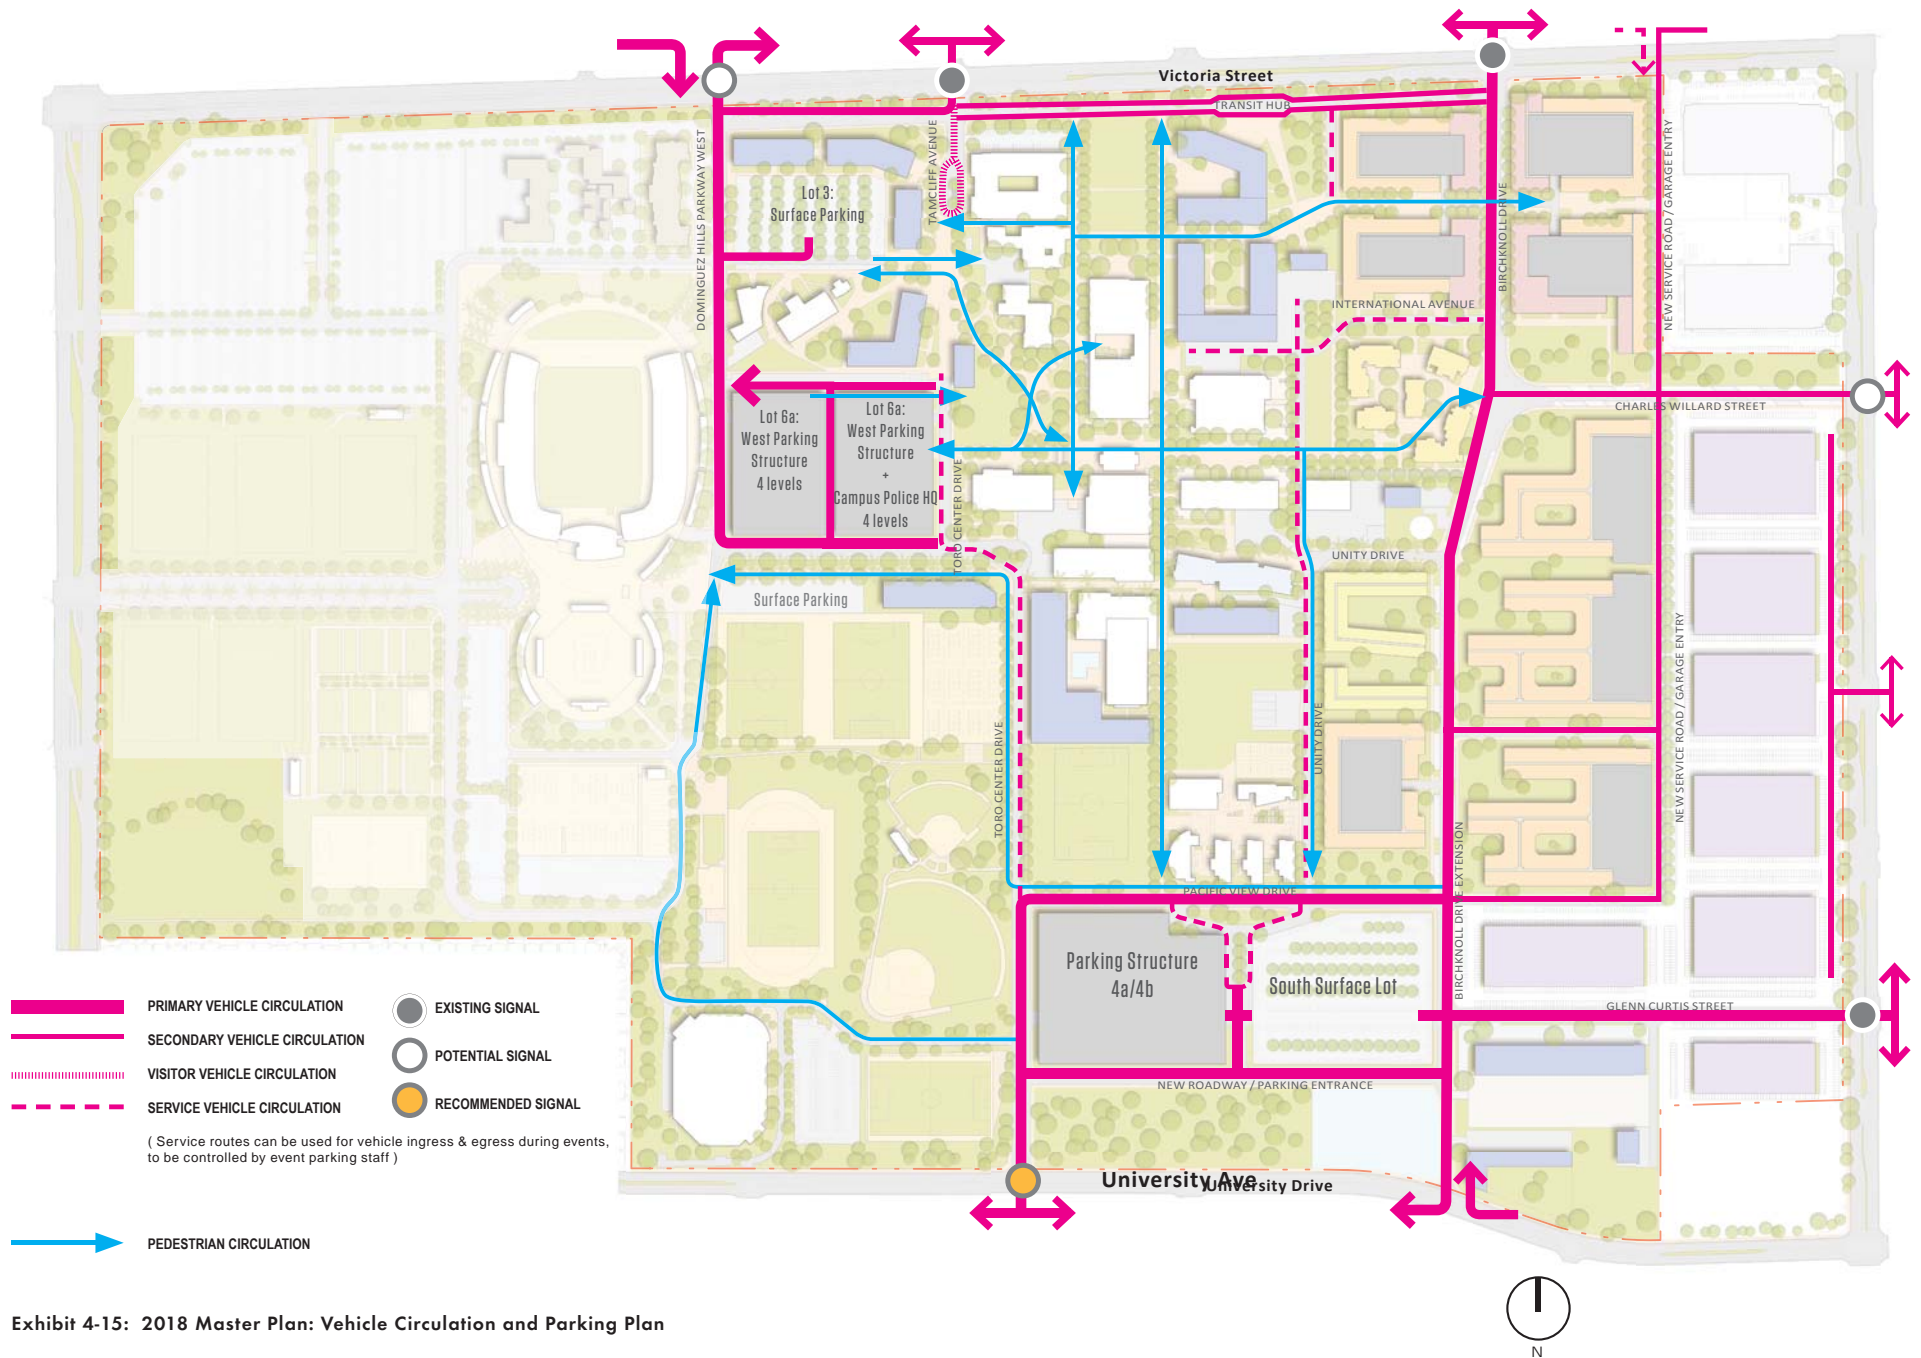 Victoria Street
TRANSIT HUB
DOMINGUEZ HILLS PARKWAY WEST
TAMCLIFF AVENUE
Lot 3:
Surface Parking
BIRCHKNOLL DRIVE
NEW SERVICE ROAD / GARAGE ENTRY
INTERNATIONAL AVENUE
CHARLES WILLARD STREET
Lot 6a:
West Parking
Structure
4 levels
Lot 6a:
West Parking
Structure
+
Campus Police HQ
4 levels
TORO CENTER DRIVE
UNITY DRIVE
Surface Parking
NEW SERVICE ROAD / GARAGE ENTRY
TORO CENTER DRIVE
UNITY DRIVE
PACIFIC VIEW DRIVE
BIRCHKNOLL DRIVE EXTENSION
Parking Structure
4a/4b
South Surface Lot
GLENN CURTIS STREET
NEW ROADWAY / PARKING ENTRANCE
University Ave
University Drive
PRIMARY VEHICLE CIRCULATION
SECONDARY VEHICLE CIRCULATION
VISITOR VEHICLE CIRCULATION
SERVICE VEHICLE CIRCULATION
( Service routes can be used for vehicle ingress & egress during events,
to be controlled by event parking staff )
EXISTING SIGNAL
POTENTIAL SIGNAL
RECOMMENDED SIGNAL
PEDESTRIAN CIRCULATION
Exhibit 4-15: 2018 Master Plan: Vehicle Circulation and Parking Plan
N